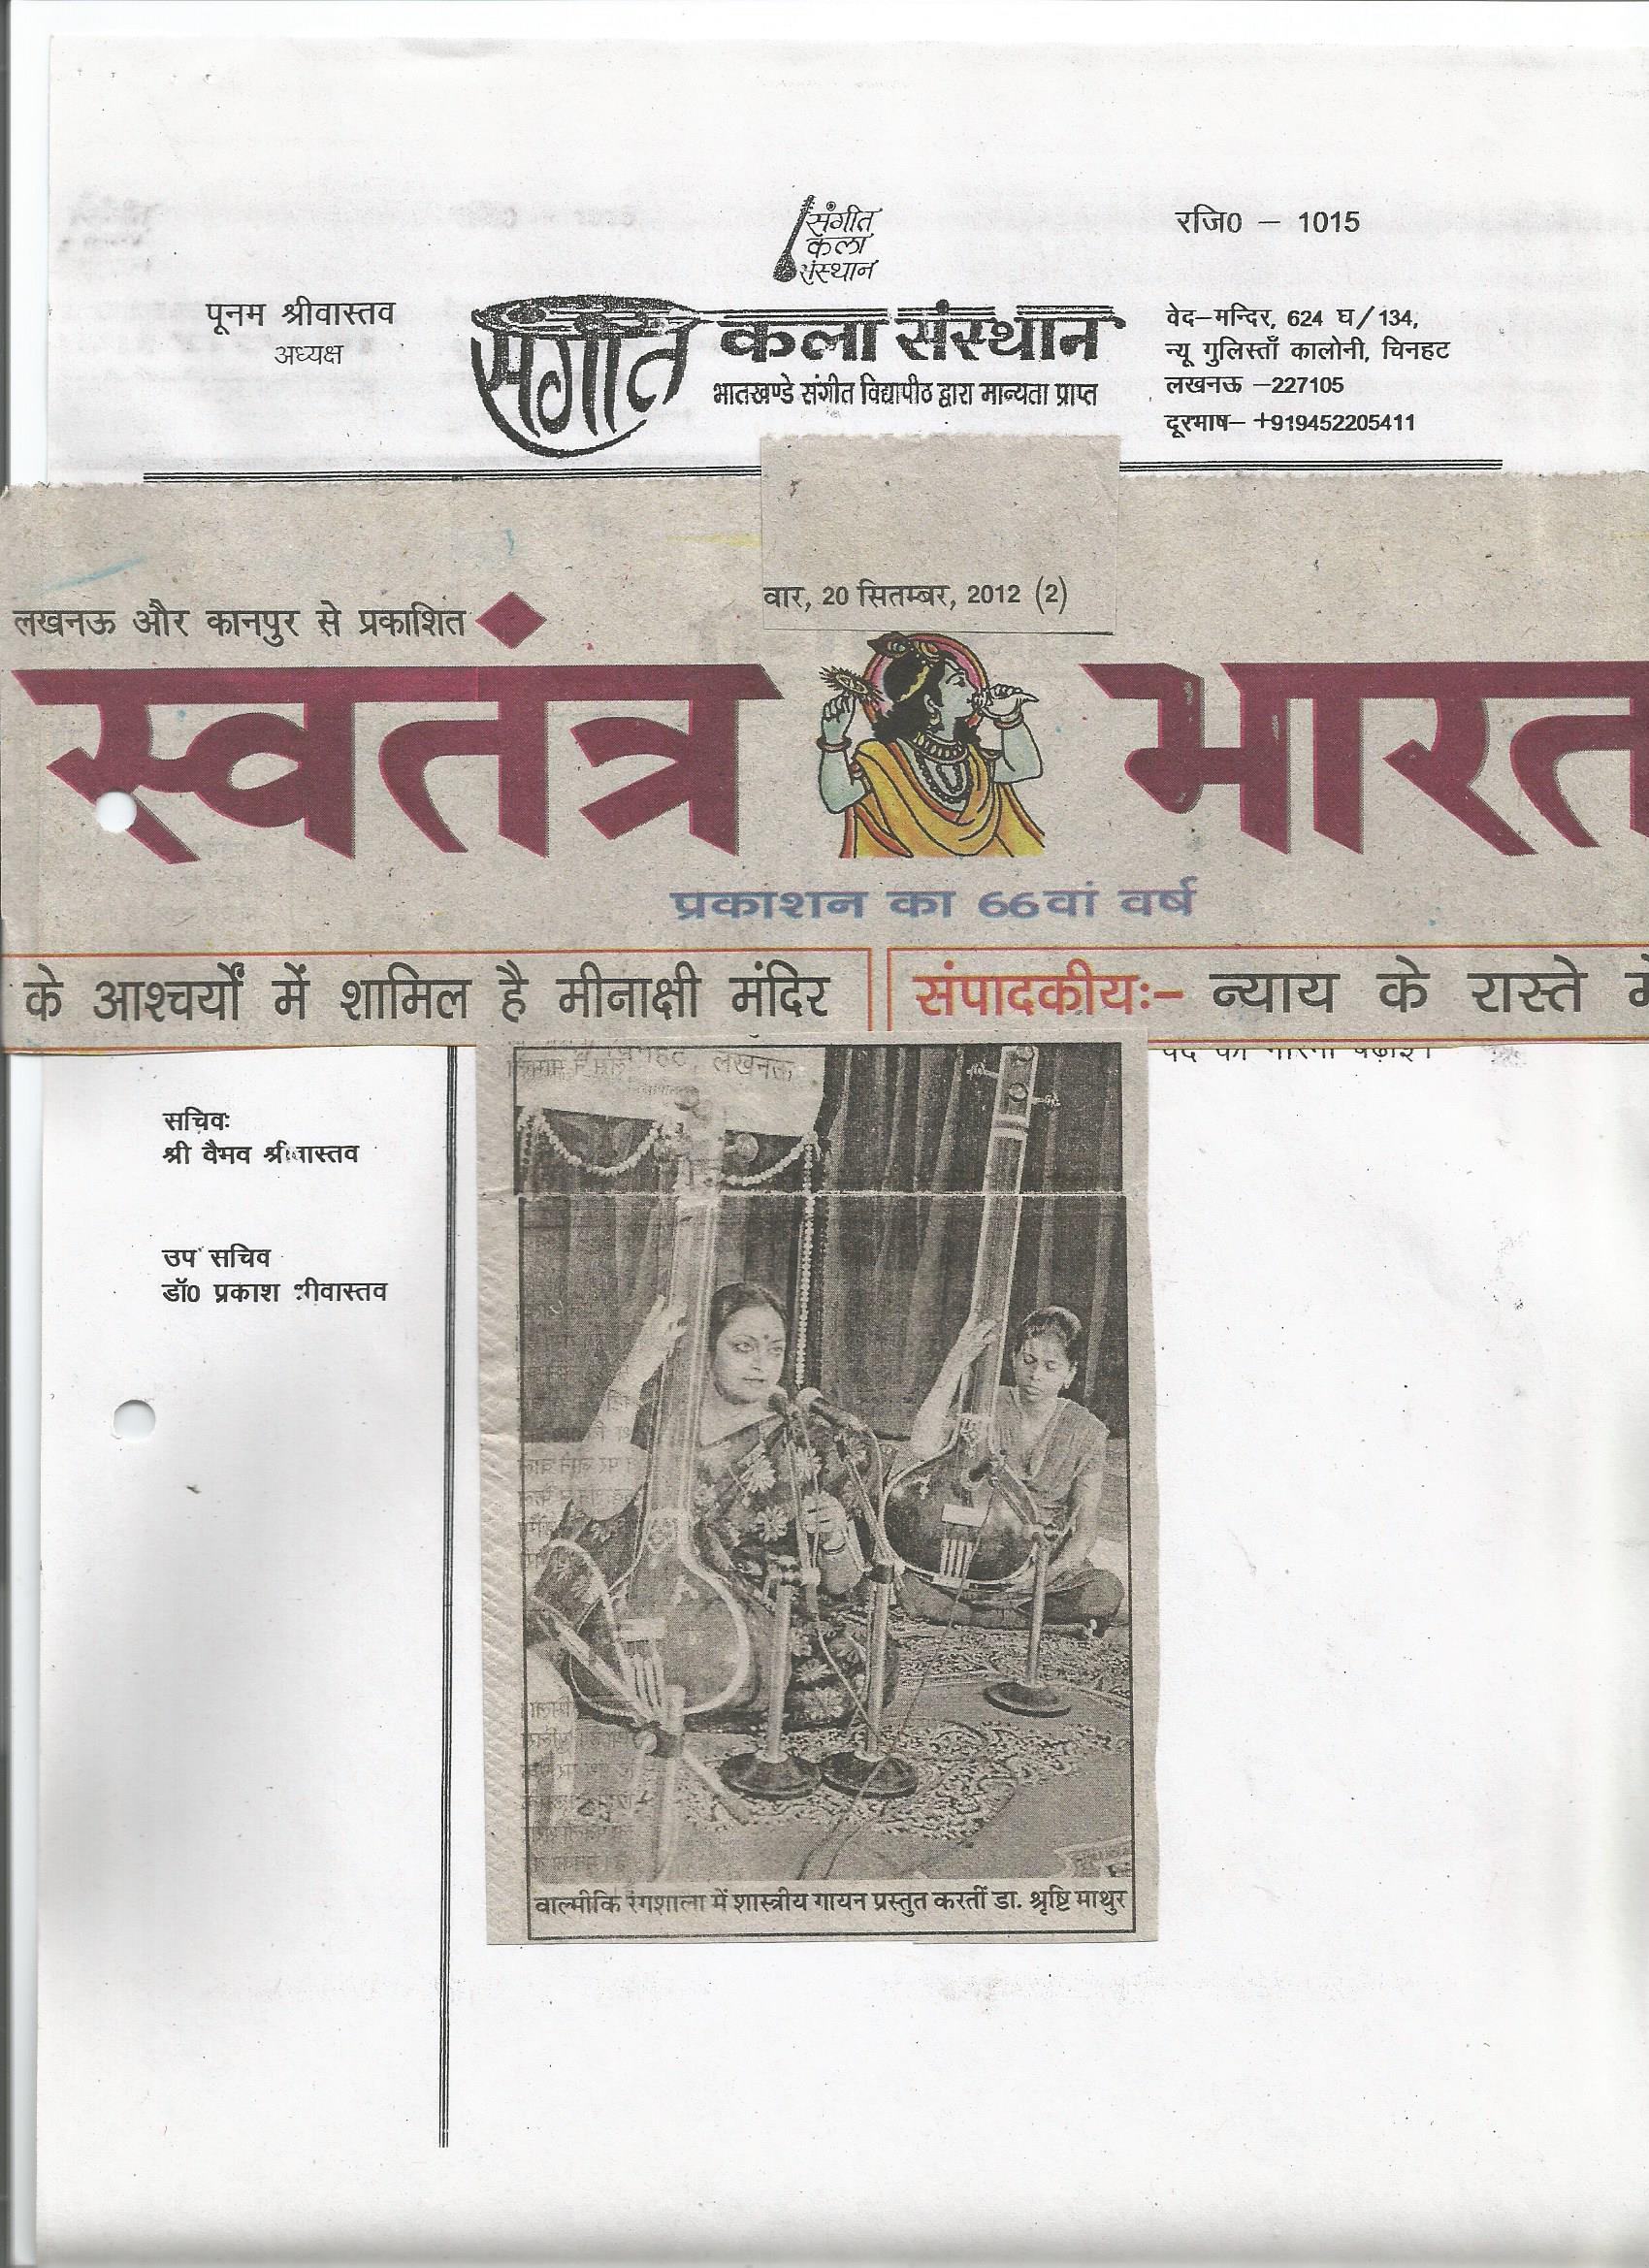 संगीत
कला
संस्थान
रजि0 – 1015
पूनम श्रीवास्तव
अध्यक्ष
संगीत कला संस्थान
भातखण्डे संगीत विद्यापीठ द्वारा मान्यता प्राप्त
वेद–मन्दिर, 624 घ/134,
न्यू गुलिस्ताँ कालोनी, चिनहट
लखनऊ –227105
दूरभाष– +919452205411
वार, 20 सितम्बर, 2012 (2)
लखनऊ और कानपुर से प्रकाशित
स्वतंत्र भारत
प्रकाशन का 66वां वर्ष
के आश्चर्यों में शामिल है मीनाक्षी मंदिर
संपादकीयः– न्याय के रास्ते
सचिवः
श्री वैभव श्रीवास्तव
उप सचिव
डॉ0 प्रकाश श्रीवास्तव
लखनऊ
वाल्मीकि रंगशाला में शास्त्रीय गायन प्रस्तुत करतीं डा. श्रृष्टि माथुर